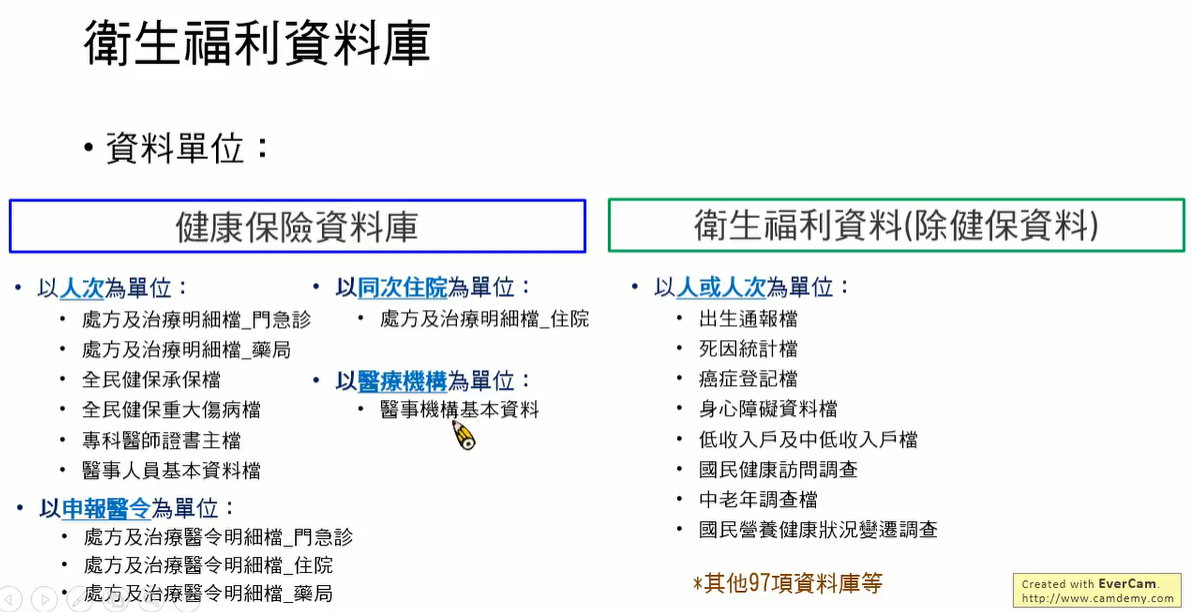 衛生福利資料庫
• 資料單位：
健康保險資料庫
• 以人次為單位：
• 處方及治療明細檔_門急診
• 處方及治療明細檔_藥局
• 全民健保承保檔
• 全民健保重大傷病檔
• 專科醫師證書主檔
• 醫事人員基本資料檔
• 以申報醫令為單位：
• 處方及治療醫令明細檔_門急診
• 處方及治療醫令明細檔_住院
• 處方及治療醫令明細檔_藥局
• 以同次住院為單位：
• 處方及治療明細檔_住院
• 以醫療機構為單位：
• 醫事機構基本資料
衛生福利資料(除健保資料)
• 以人或人次為單位：
• 出生通報檔
• 死因統計檔
• 癌症登記檔
• 身心障礙資料檔
• 低收入戶及中低收入戶檔
• 國民健康訪問調查
• 中老年調查檔
• 國民營養健康狀況變遷調查
*其他97項資料庫等
Created with EverCam.
http://www.camdemy.com